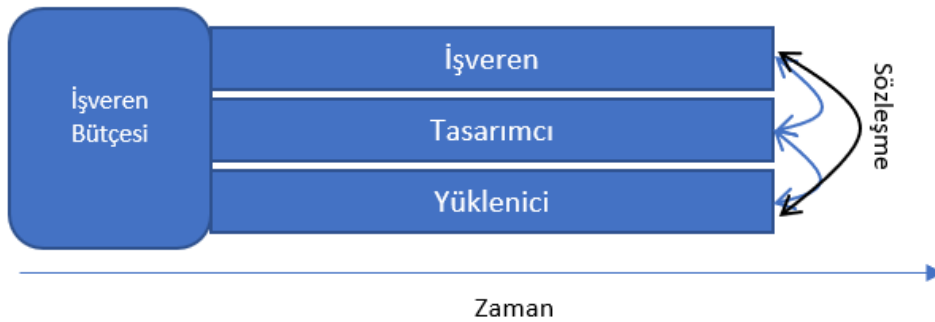 İşveren
Bütçesi
İşveren
Tasarımcı
Yüklenici
Sözleşme
Zaman